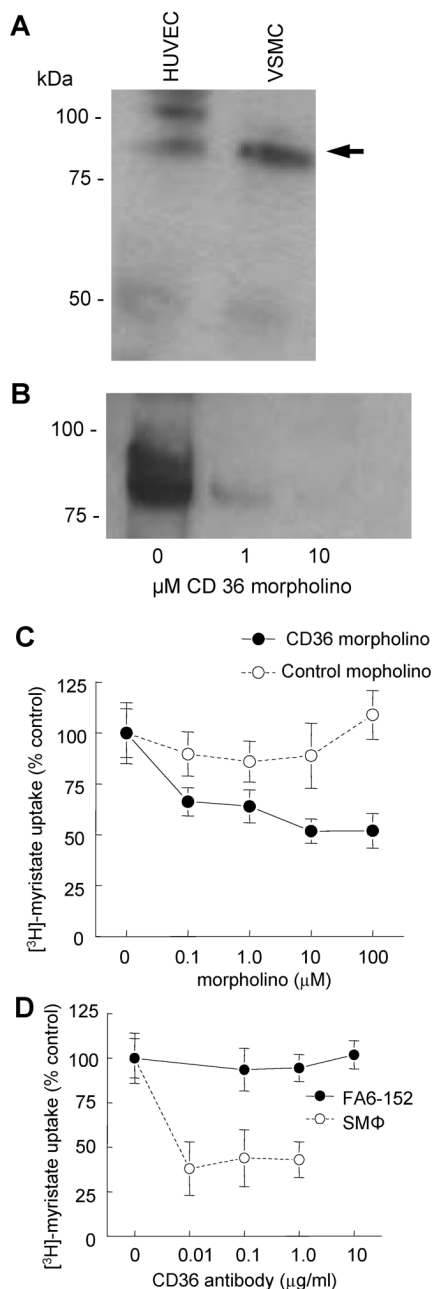 A
HUVEC
VSMC
kDa
100 -
75 -
50 -
B
100 -
75 -
0 1 10
µM CD 36 morpholino
C
CD36 morpholino
Control mopholino
[³H]-myristate uptake (% control)
125
100
75
50
25
0
0 0.1 1.0 10 100
morpholino (µM)
D
[³H]-myristate uptake (% control)
125
100
75
50
25
0
FA6-152
SMΦ
0 0.01 0.1 1.0 10
CD36 antibody (µg/ml)